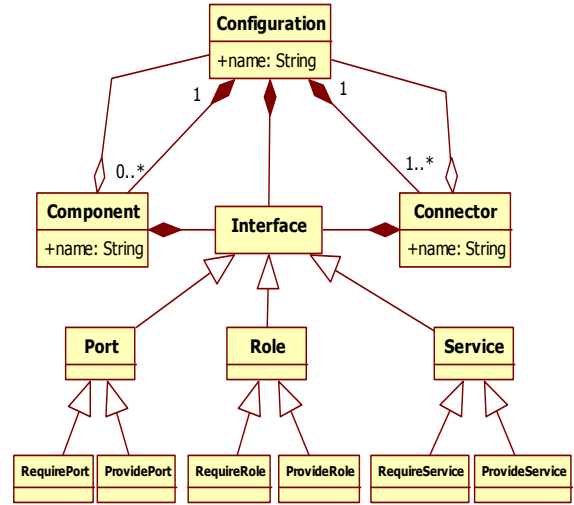 Configuration
+name: String
1
1
0..*
1..*
Component
+name: String
Interface
Connector
+name: String
Port
Role
Service
RequirePort
ProvidePort
RequireRole
ProvideRole
RequireService
ProvideService